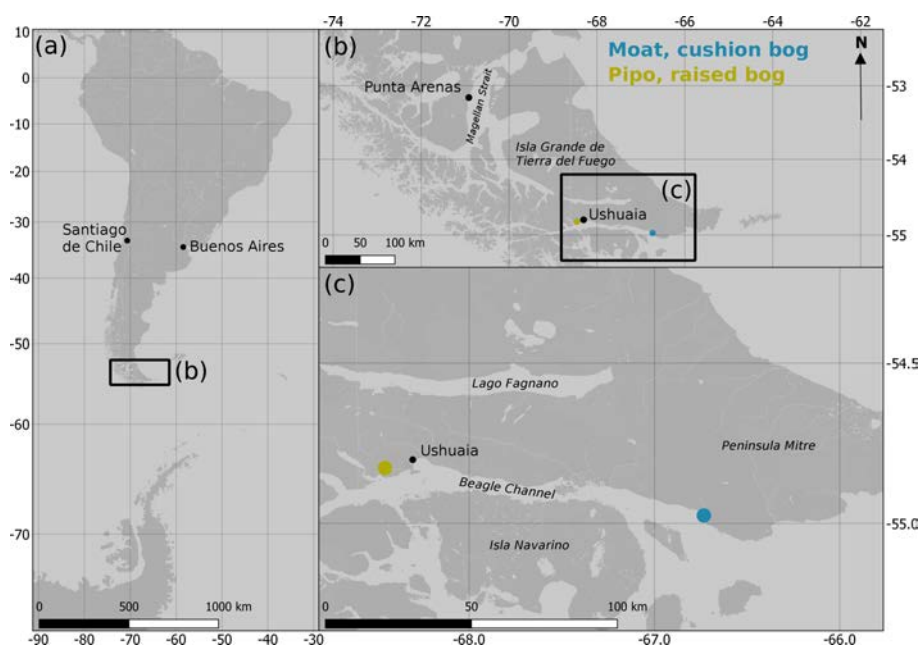 (a)
10
0
-10
-20
-30
-40
-50
-60
-70
Santiago
de Chile
Buenos Aires
(b)
0 500 1000 km
-90 -80 -70 -60 -50 -40 -30
-74 -72 -70 -68 -66 -64 -62
(b)
Moat, cushion bog
Pipo, raised bog
N
Punta Arenas
Magellan Strait
Isla Grande de
Tierra del Fuego
(c)
Ushuaia
0 50 100 km
-53
-54
-55
(c)
Lago Fagnano
Ushuaia
Beagle Channel
Peninsula Mitre
Isla Navarino
0 50 100 km
-54.5
-55.0
-68.0 -67.0 -66.0